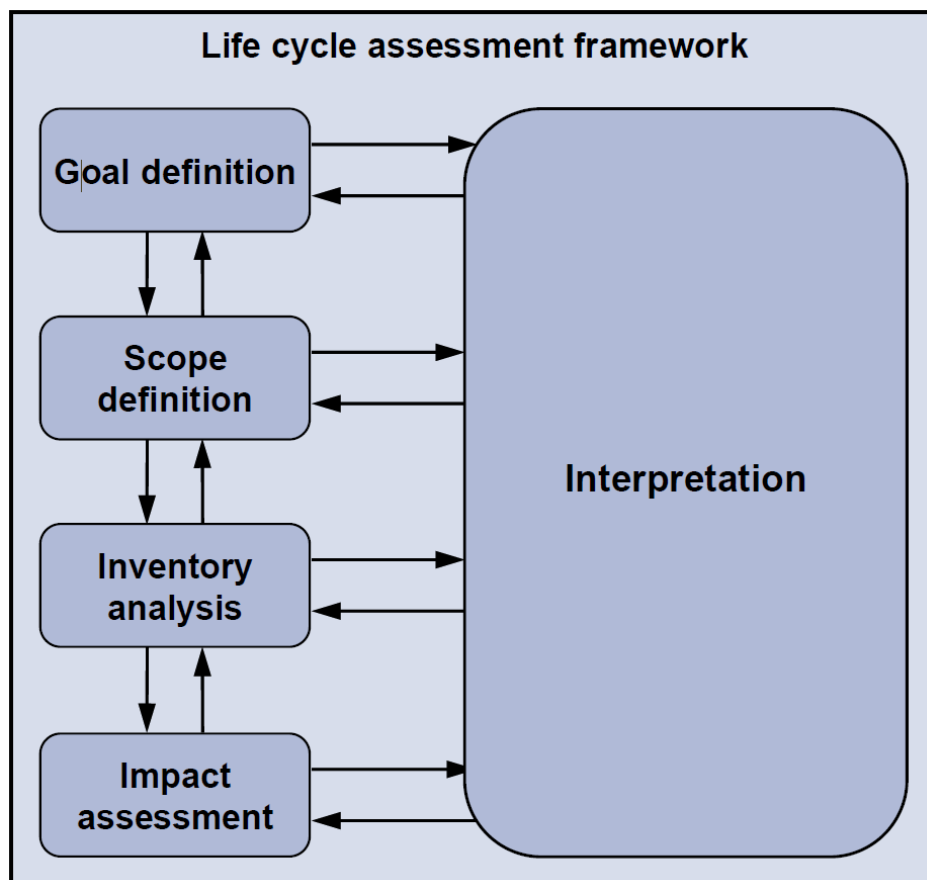 Life cycle assessment framework
Goal definition
Scope
definition
Inventory
analysis
Impact
assessment
Interpretation